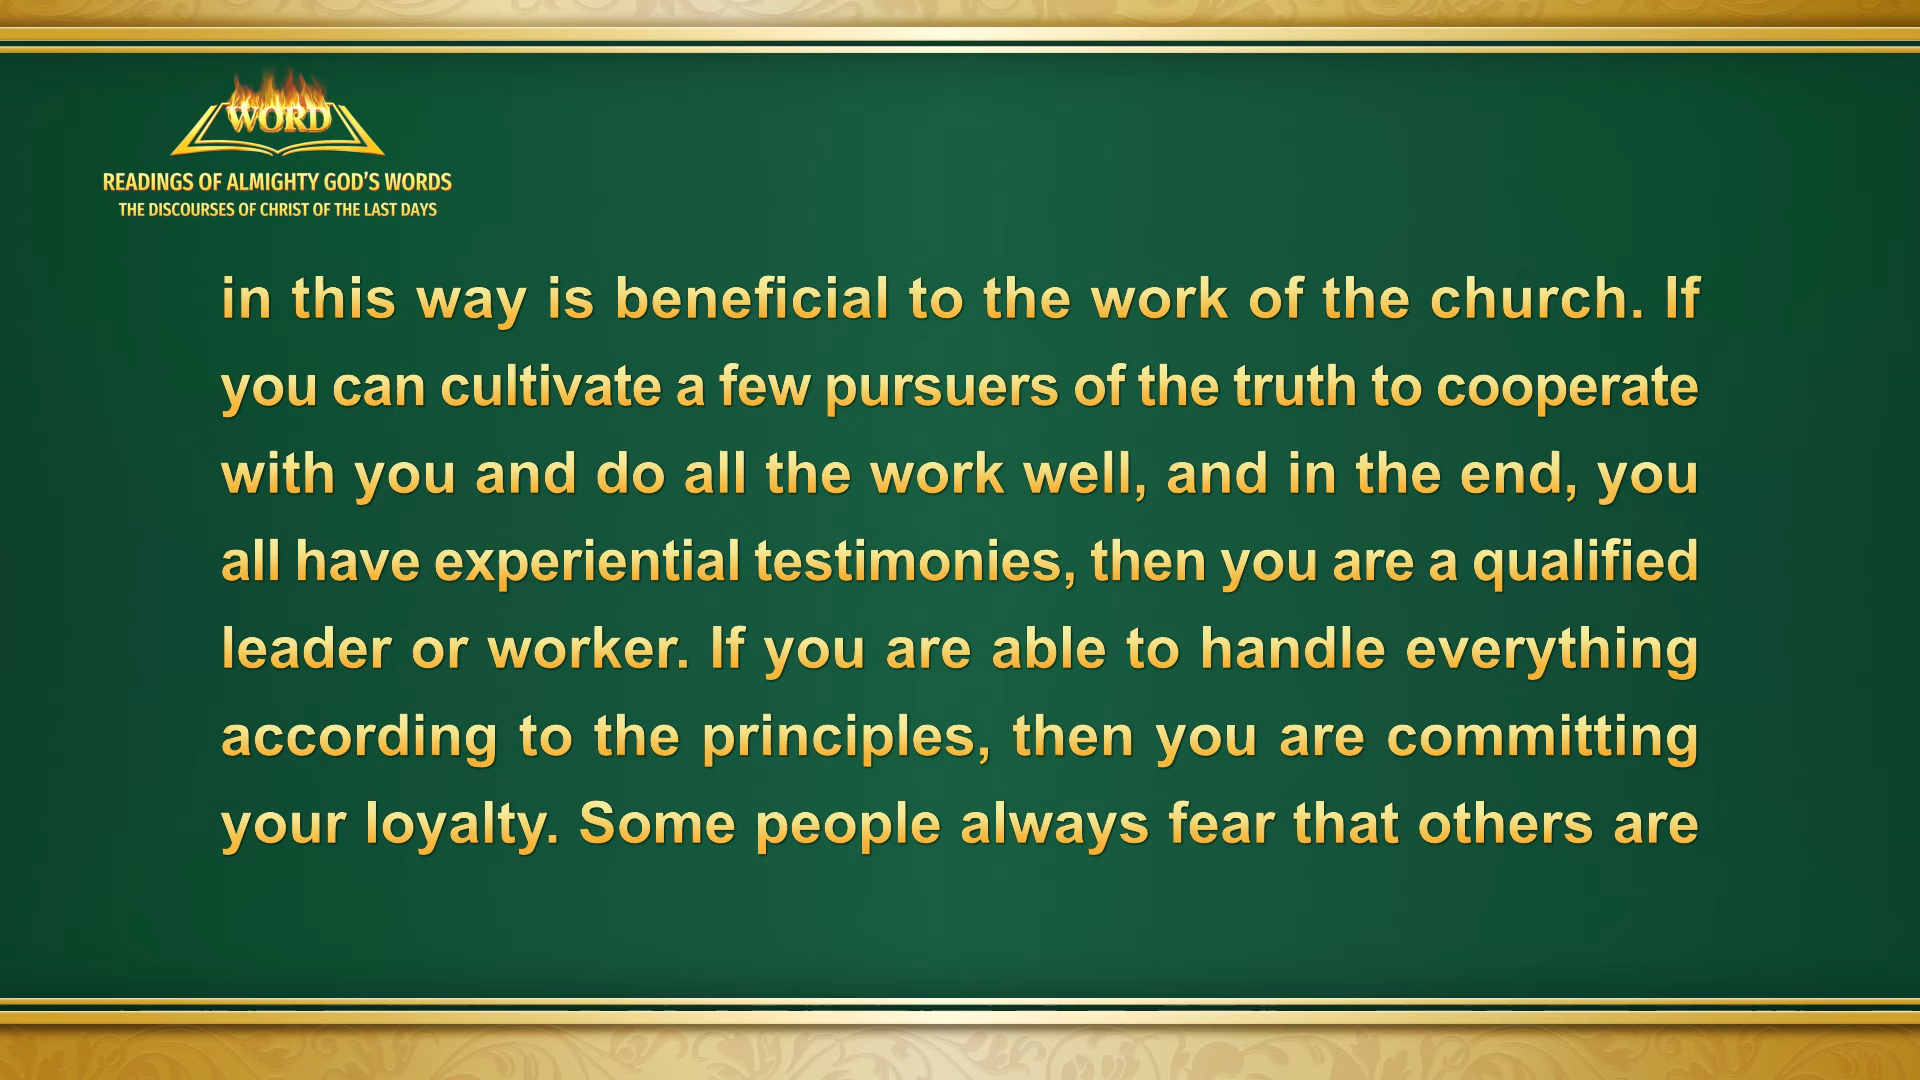 WORD
READINGS OF ALMIGHTY GOD'S WORDS
THE DISCOURSES OF CHRIST OF THE LAST DAYS
in this way is beneficial to the work of the church. If
you can cultivate a few pursuers of the truth to cooperate
with you and do all the work well, and in the end, you
all have experiential testimonies, then you are a qualified
leader or worker. If you are able to handle everything
according to the principles, then you are committing
your loyalty. Some people always fear that others are